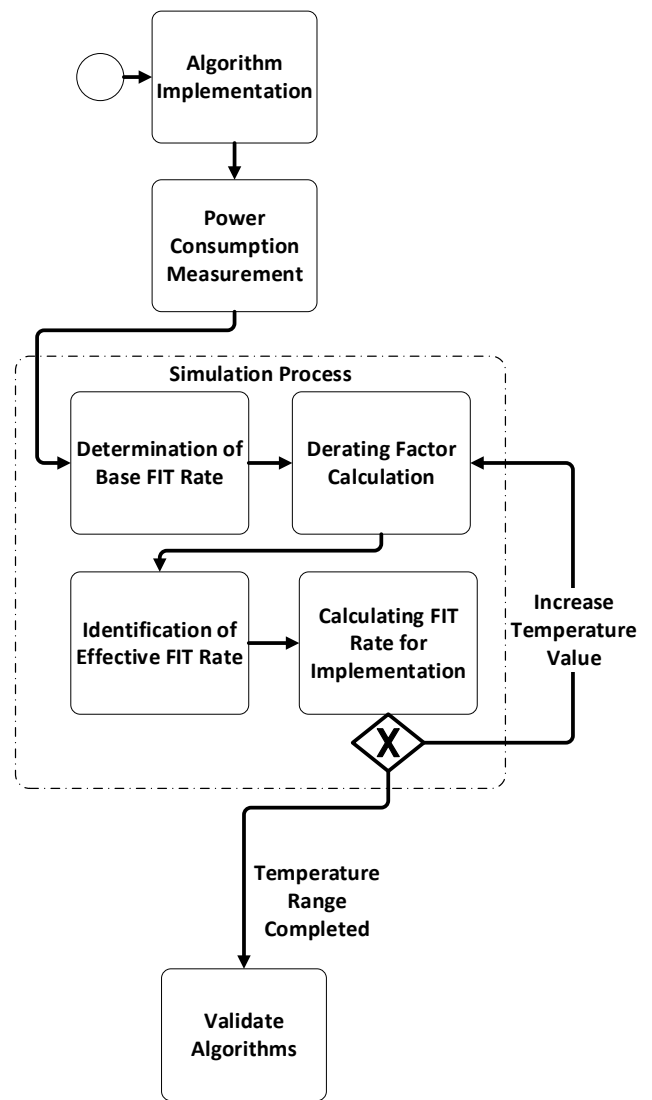 Algorithm
Implementation
Power
Consumption
Measurement
Simulation Process
Determination of
Base FIT Rate
Derating Factor
Calculation
Identification of
Effective FIT Rate
Calculating FIT
Rate for
Implementation
Increase
Temperature
Value
X
Temperature
Range
Completed
Validate
Algorithms